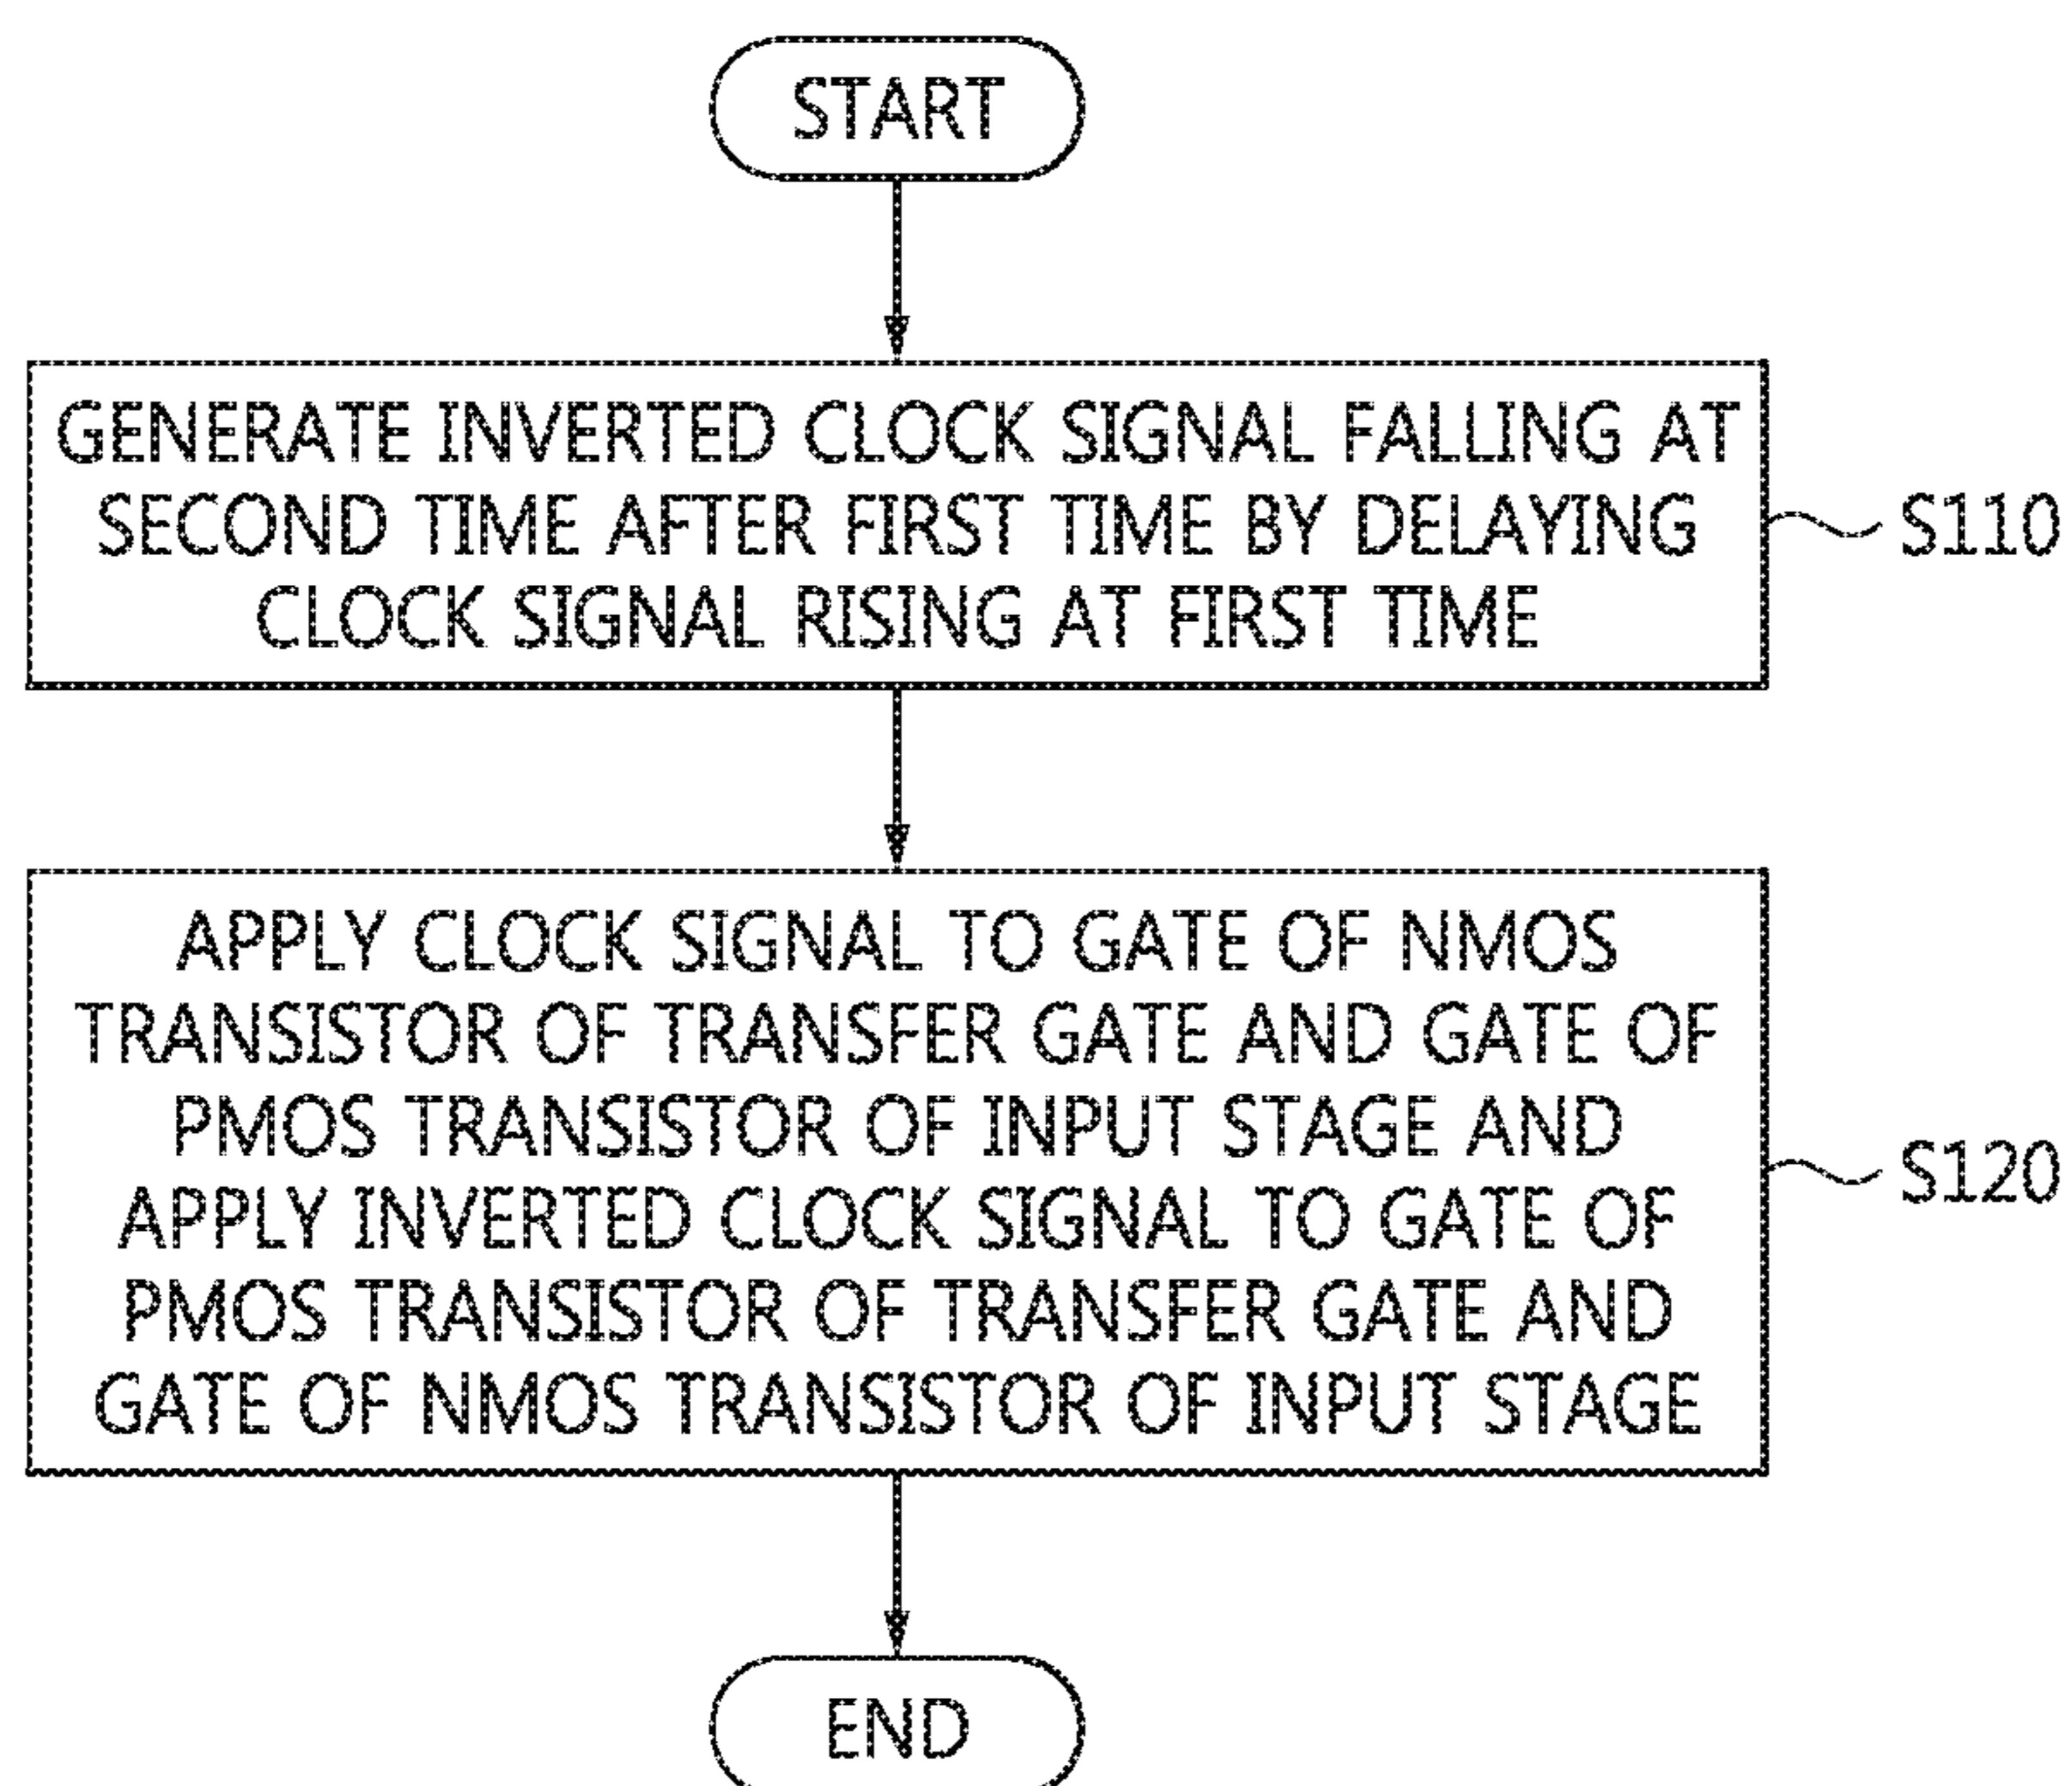 START
GENERATE INVERTED CLOCK SIGNAL FALLING AT
SECOND TIME AFTER FIRST TIME BY DELAYING
CLOCK SIGNAL RISING AT FIRST TIME
S110
APPLY CLOCK SIGNAL TO GATE OF NMOS
TRANSISTOR OF TRANSFER GATE AND GATE OF
PMOS TRANSISTOR OF INPUT STAGE AND
APPLY INVERTED CLOCK SIGNAL TO GATE OF
PMOS TRANSISTOR OF TRANSFER GATE AND
GATE OF NMOS TRANSISTOR OF INPUT STAGE
S120
END